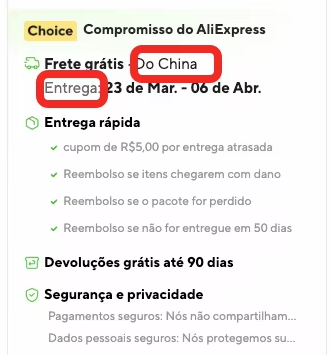 Choice Compromisso do AliExpress
Frete grátis · Do China
Entrega: 23 de Mar. - 06 de Abr.
Entrega rápida
cupom de R$5,00 por entrega atrasada
Reembolso se itens chegarem com dano
Reembolso se o pacote for perdido
Reembolso se não for entregue em 50 dias
Devoluções grátis até 90 dias
Segurança e privacidade
Pagamentos seguros: Nós não compartilham...
Dados pessoais seguros: Nós protegemos su...